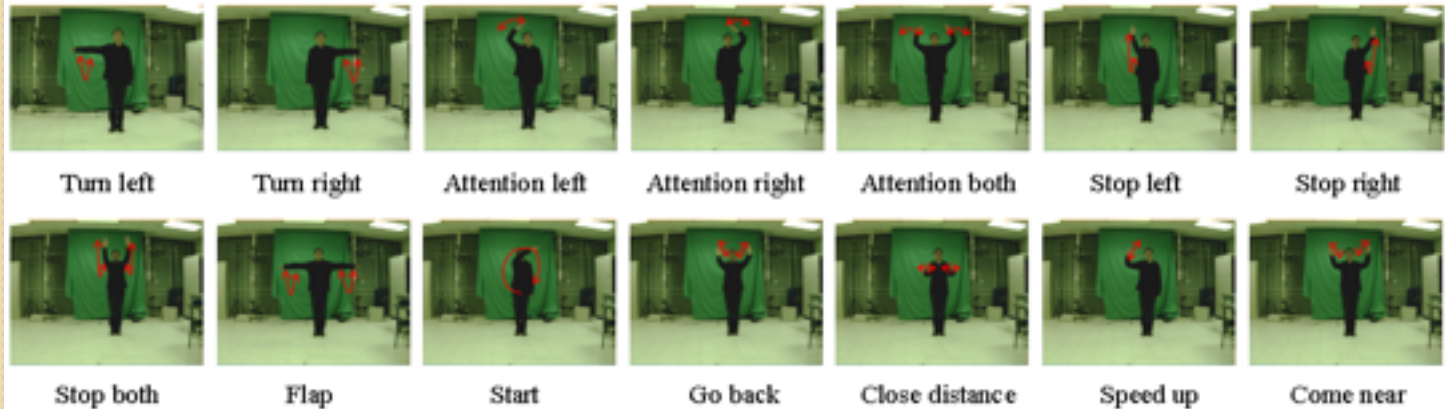 Turn left Turn right Attention left Attention right Attention both Stop left Stop right
Stop both Flap Start Go back Close distance Speed up Come near